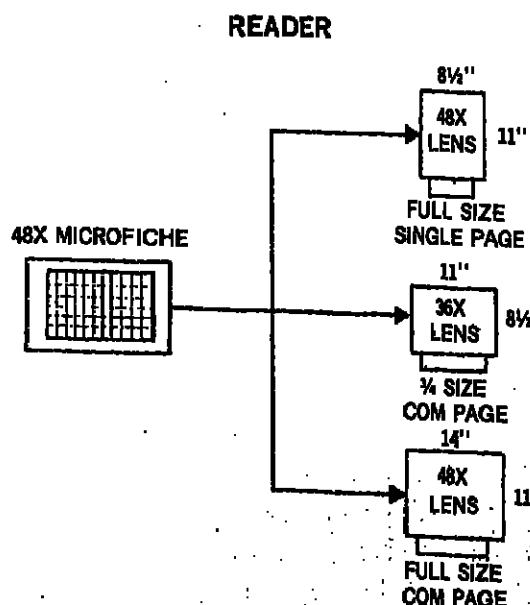 READER
8½"
48X
LENS
11"
FULL SIZE
SINGLE PAGE
48X MICROFICHE
11"
36X
LENS
8½
¾ SIZE
COM PAGE
14"
48X
LENS
11
FULL SIZE
COM PAGE